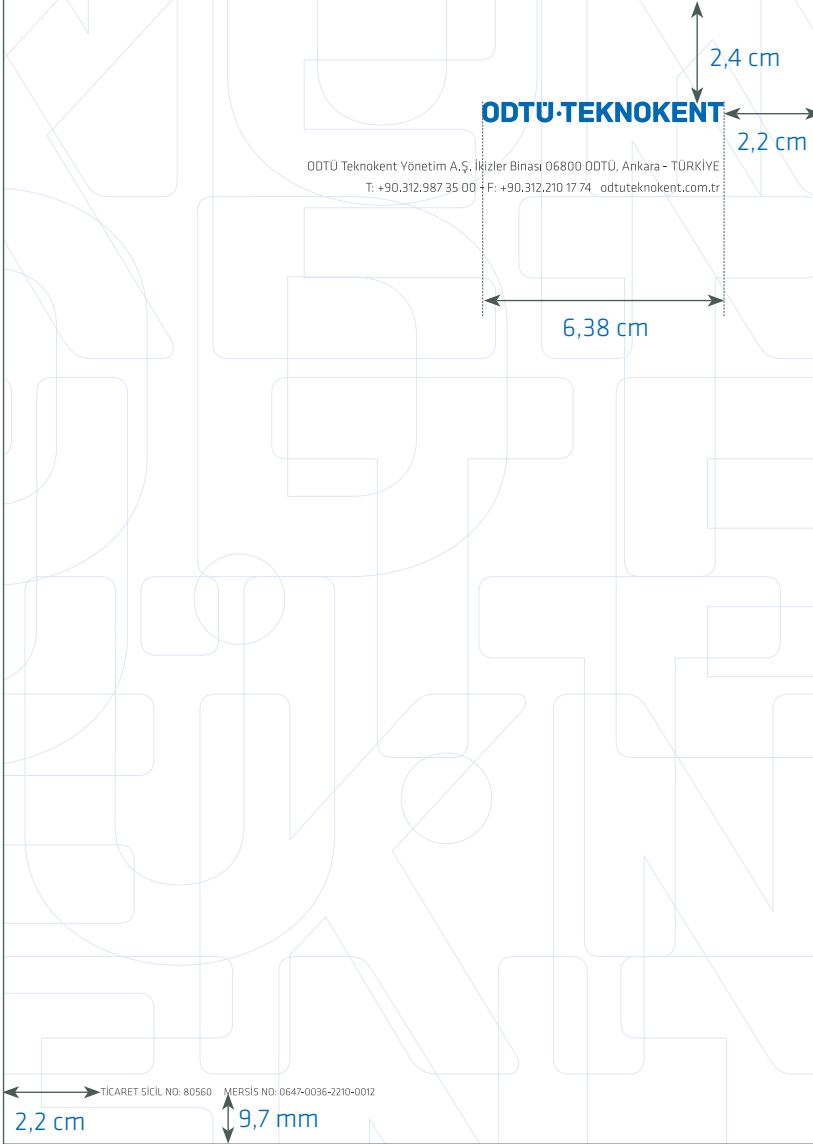 2,4 cm
ODTÜ·TEKNOKENT
2,2 cm
ODTÜ Teknokent Yönetim A.Ş. İkizler Binası 06800 ODTÜ, Ankara - TÜRKİYE
T: +90.312.987 35 00 - F: +90.312.210 17 74 odtuteknokent.com.tr
6,38 cm
TİCARET SİCİL NO: 80560 MERSİS NO: 0647-0036-2210-0012
2,2 cm
9,7 mm